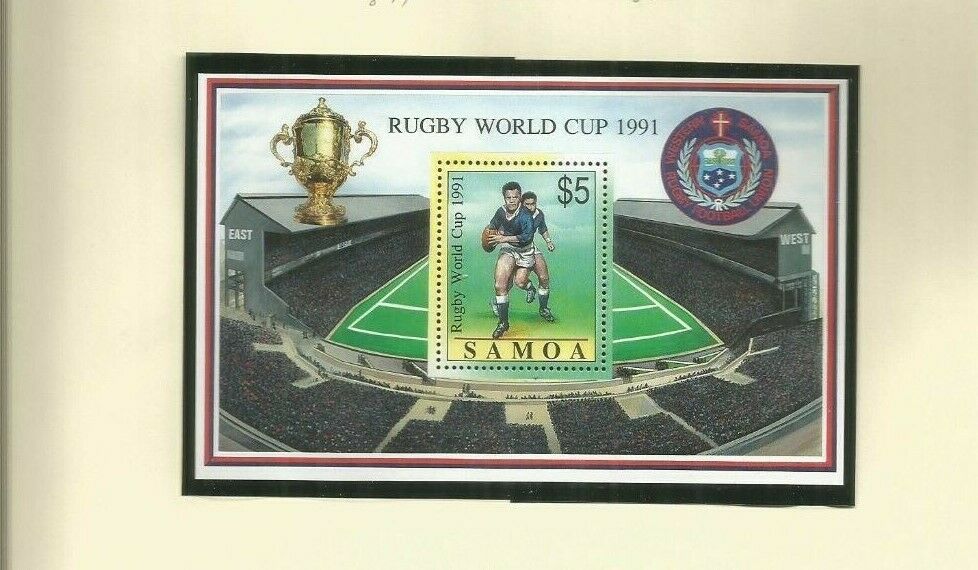 RUGBY WORLD CUP 1991
WESTERN SAMOA
RUGBY FOOTBALL UNION
$5
Rugby World Cup 1991
EAST
WEST
SAMOA